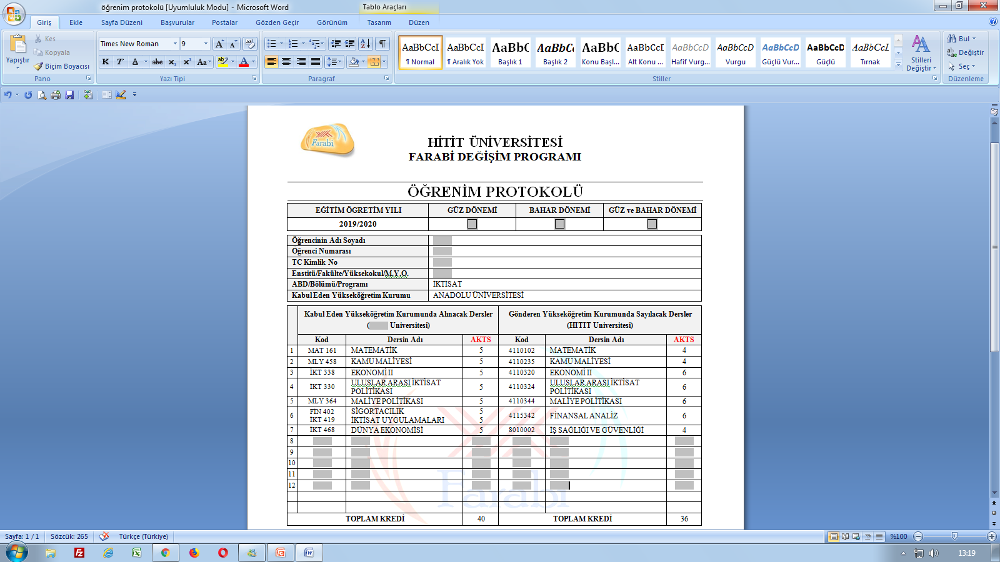 öğrenim protokolü [Uyumluluk Modu] - Microsoft Word
Tablo Araçları
Giriş Ekle Sayfa Düzeni Başvurular Postalar Gözden Geçir Görünüm Tasarım Düzen
Yapıştır
Kes
Kopyala
Biçim Boyacısı
Pano
Times New Roman 9
K T A abc x₂ x² Aa
Yazı Tipi
Paragraf
AaBbCcI AaBbCcI AaBbC AaBbCc AaBbC AaBbCcI AaBbCcD AaBbCcD AaBbCcD AaBbCcD AaBbCcL
¶ Normal ¶ Aralık Yok Başlık 1 Başlık 2 Konu Başl... Alt Konu ... Hafif Vurg... Vurgu Güçlü Vur... Güçlü Tırnak
Stilleri
Değiştir
Stiller
Bul
Değiştir
Seç
Düzenleme
Farabi
HİTİT ÜNİVERSİTESİ
FARABİ DEĞİŞİM PROGRAMI
ÖĞRENİM PROTOKOLÜ
EĞİTİM ÖGRETİM YILI GÜZ DÖNEMİ BAHAR DÖNEMİ GÜZ ve BAHAR DÖNEMİ
2019/2020
Öğrencinin Adı Soyadı
Öğrenci Numarası
TC Kimlik No
Enstitü/Fakülte/Yüksekokul/M.Y.O.
ABD/Bölümü/Programı İKTİSAT
Kabul Eden Yükseköğretim Kurumu ANADOLU ÜNİVERSİTESİ
Kabul Eden Yükseköğretim Kurumunda Alınacak Dersler
( Universitesi)
Gönderen Yükseköğretim Kurumunda Sayılacak Dersler
(HITIT Universitesi)
Kod Dersin Adı AKTS Kod Dersin Adı AKTS
1 MAT 161 MATEMATİK 5 4110102 MATEMATİK 4
2 MLY 458 KAMU MALİYESİ 5 4110235 KAMU MALİYESİ 4
3 İKT 338 EKONOMİ II 5 4110320 EKONOMİ II 6
4 İKT 330 ULUSLAR ARASI İKTİSAT POLİTİKASI 5 4110324 ULUSLAR ARASI İKTİSAT POLİTİKASI 6
5 MLY 364 MALİYE POLİTİKASI 5 4110344 MALİYE POLİTİKASI 6
6 FİN 402 SİGORTACILIK 5 4115342 FİNANSAL ANALİZ 6
İKT 419 İKTİSAT UYGULAMALARI 5
7 İKT 468 DÜNYA EKONOMİSİ 5 8010002 İŞ SAĞLIĞI VE GÜVENLİĞİ 4
8
9
10
11
12
Farabi
TOPLAM KREDİ 40 TOPLAM KREDİ 36
Sayfa: 1 / 1 Sözcük: 265 Türkçe (Türkiye) %100
13:19